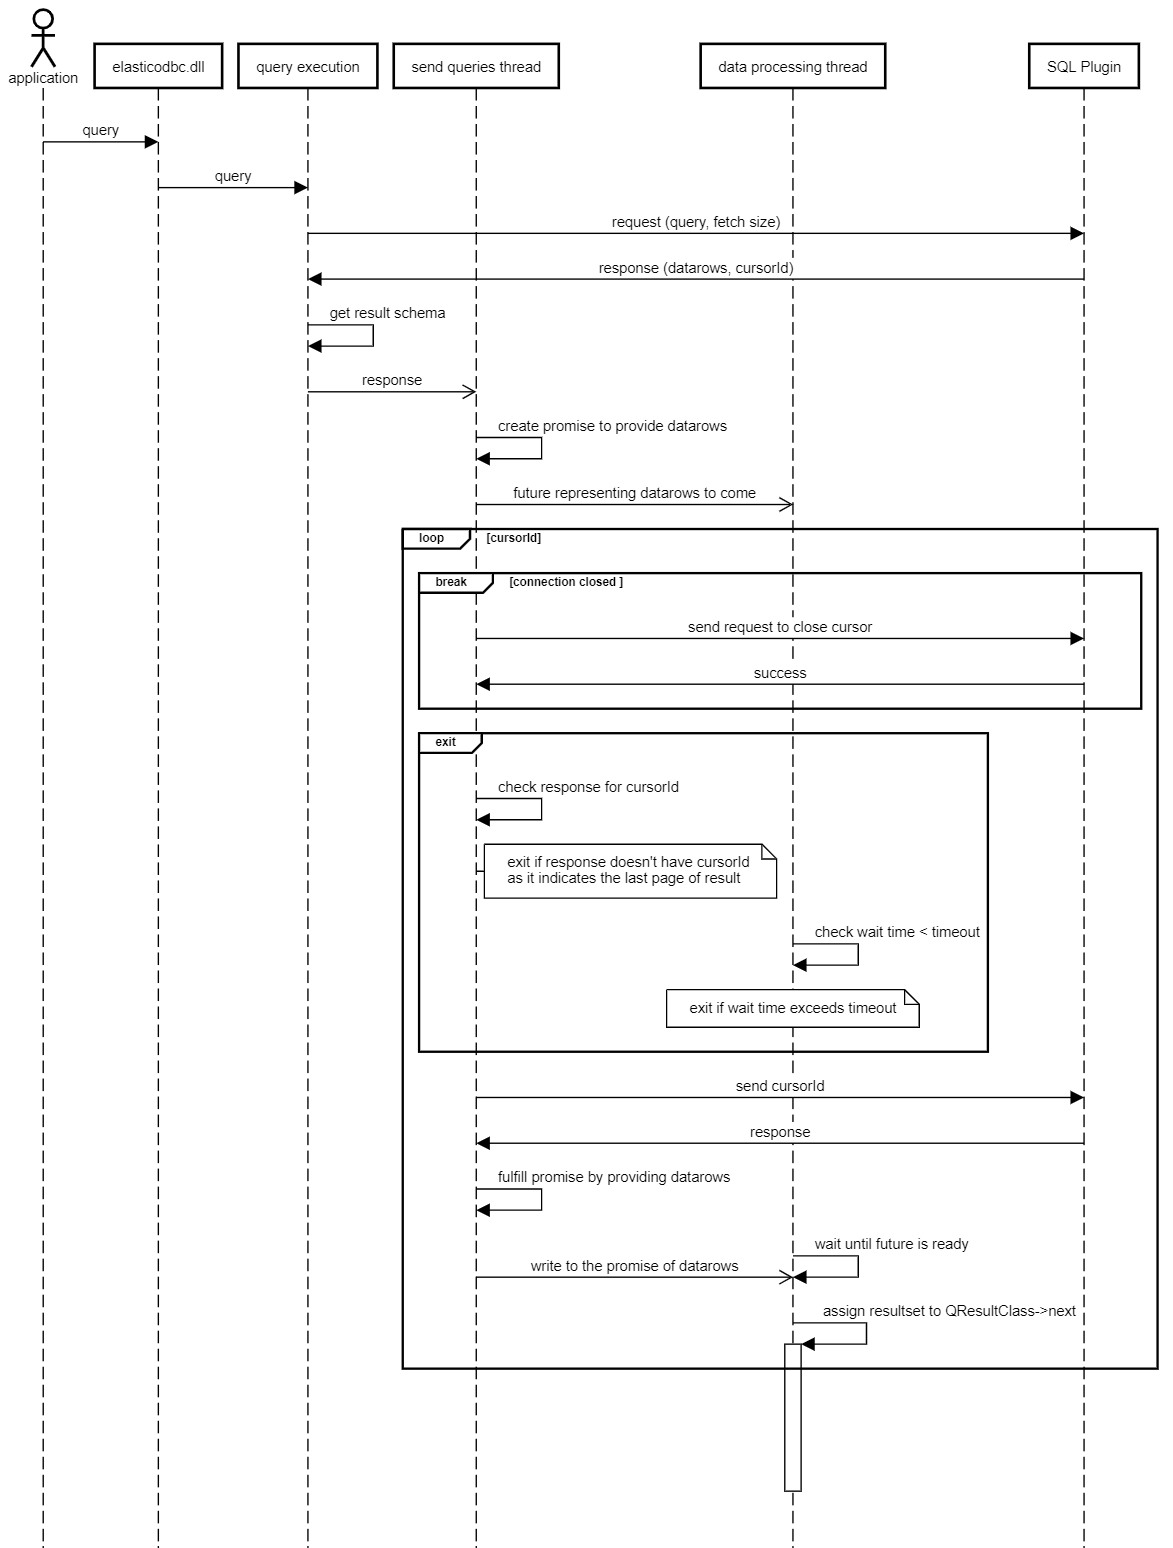 application
elasticodbc.dll
query execution
send queries thread
data processing thread
SQL Plugin
query
query
request (query, fetch size)
response (datarows, cursorId)
get result schema
response
create promise to provide datarows
future representing datarows to come
loop [cursorId]
break [connection closed ]
send request to close cursor
success
exit
check response for cursorId
exit if response doesn't have cursorId
as it indicates the last page of result
check wait time < timeout
exit if wait time exceeds timeout
send cursorId
response
fulfill promise by providing datarows
wait until future is ready
write to the promise of datarows
assign resultset to QResultClass->next